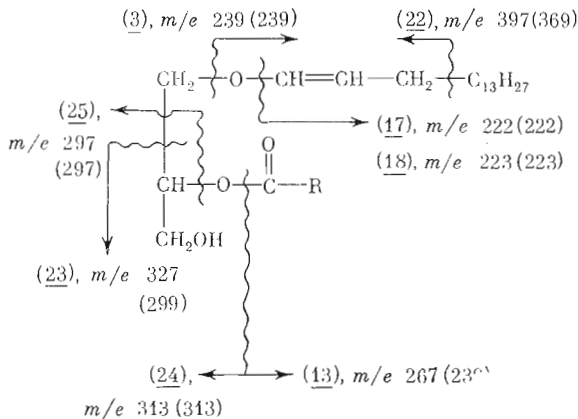 (3), m/e 239 (239)
(22), m/e 397 (369)
CH2—O—CH=CH—CH2—C13H27
(25),
m/e 297
(297)
(17), m/e 222 (222)
(18), m/e 223 (223)
O
CH—O—C—R
CH2OH
(23), m/e 327
(299)
(24),
m/e 313 (313)
(13), m/e 267